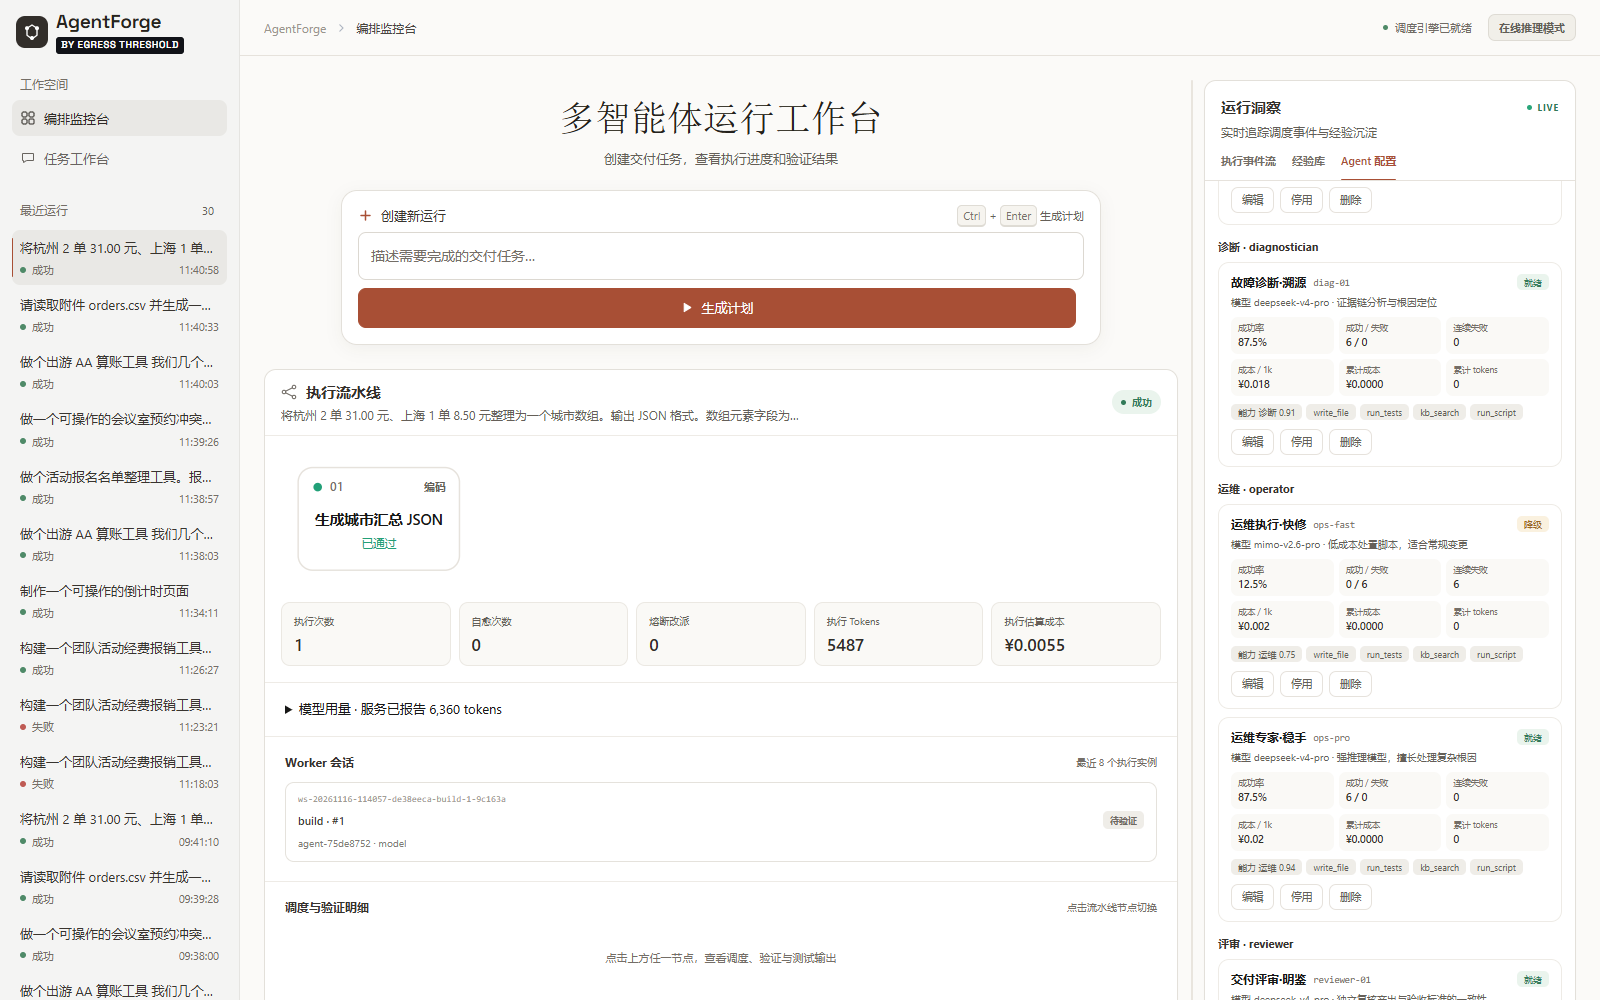 AgentForge
BY EGRESS THRESHOLD
工作空间
编排监控台
任务工作台
最近运行 30
将杭州 2 单 31.00 元、上海 1 单...
成功 11:40:58
请读取附件 orders.csv 并生成一...
成功 11:40:33
做个出游 AA 算账工具 我们几个...
成功 11:40:03
做一个可操作的会议室预约冲突...
成功 11:39:26
做个活动报名名单整理工具。报...
成功 11:38:57
做个出游 AA 算账工具 我们几个...
成功 11:38:03
制作一个可操作的倒计时页面
成功 11:34:11
构建一个团队活动经费报销工具...
成功 11:26:27
构建一个团队活动经费报销工具...
失败 11:23:21
构建一个团队活动经费报销工具...
失败 11:18:03
将杭州 2 单 31.00 元、上海 1 单...
成功 09:41:10
请读取附件 orders.csv 并生成一...
成功 09:39:28
做一个可操作的会议室预约冲突...
成功 09:38:00
做个出游 AA 算账工具 我们几个...
AgentForge > 编排监控台
调度引擎已就绪 在线推理模式
多智能体运行工作台
创建交付任务，查看执行进度和验证结果
创建新运行 Ctrl + Enter 生成计划
描述需要完成的交付任务...
生成计划
执行流水线
将杭州 2 单 31.00 元、上海 1 单 8.50 元整理为一个城市数组。输出 JSON 格式。数组元素字段为...
成功
01 编码
生成城市汇总 JSON
已通过
执行次数 自愈次数 熔断改派 执行 Tokens 执行估算成本
1 0 0 5487 ¥0.0055
模型用量 · 服务已报告 6,360 tokens
Worker 会话 最近 8 个执行实例
ws-20261116-114057-de38eeca-build-1-9c163a
build · #1
agent-75de8752 · model
待验证
调度与验证明细 点击流水线节点切换
点击上方任一节点，查看调度、验证与测试输出
运行洞察 LIVE
实时追踪调度事件与经验沉淀
执行事件流 经验库 Agent 配置
编辑 停用 删除
诊断 · diagnostician
故障诊断·溯源 diag-01 就绪
模型 deepseek-v4-pro · 证据链分析与根因定位
成功率 成功 / 失败 连续失败
87.5% 6 / 0 0
成本 / 1k 累计成本 累计 tokens
¥0.018 ¥0.0000 0
能力 诊断 0.91 write_file run_tests kb_search run_script
编辑 停用 删除
运维 · operator
运维执行·快修 ops-fast 降级
模型 mimo-v2.6-pro · 低成本处置脚本，适合常规变更
成功率 成功 / 失败 连续失败
12.5% 0 / 6 6
成本 / 1k 累计成本 累计 tokens
¥0.002 ¥0.0000 0
能力 运维 0.75 write_file run_tests kb_search run_script
编辑 停用 删除
运维专家·稳手 ops-pro 就绪
模型 deepseek-v4-pro · 强推理模型，擅长处理复杂根因
成功率 成功 / 失败 连续失败
87.5% 6 / 0 0
成本 / 1k 累计成本 累计 tokens
¥0.02 ¥0.0000 0
能力 运维 0.94 write_file run_tests kb_search run_script
编辑 停用 删除
评审 · reviewer
交付评审·明鉴 reviewer-01 就绪
模型 deepseek-v4-pro · 独立复核产出与验收标准的一致性